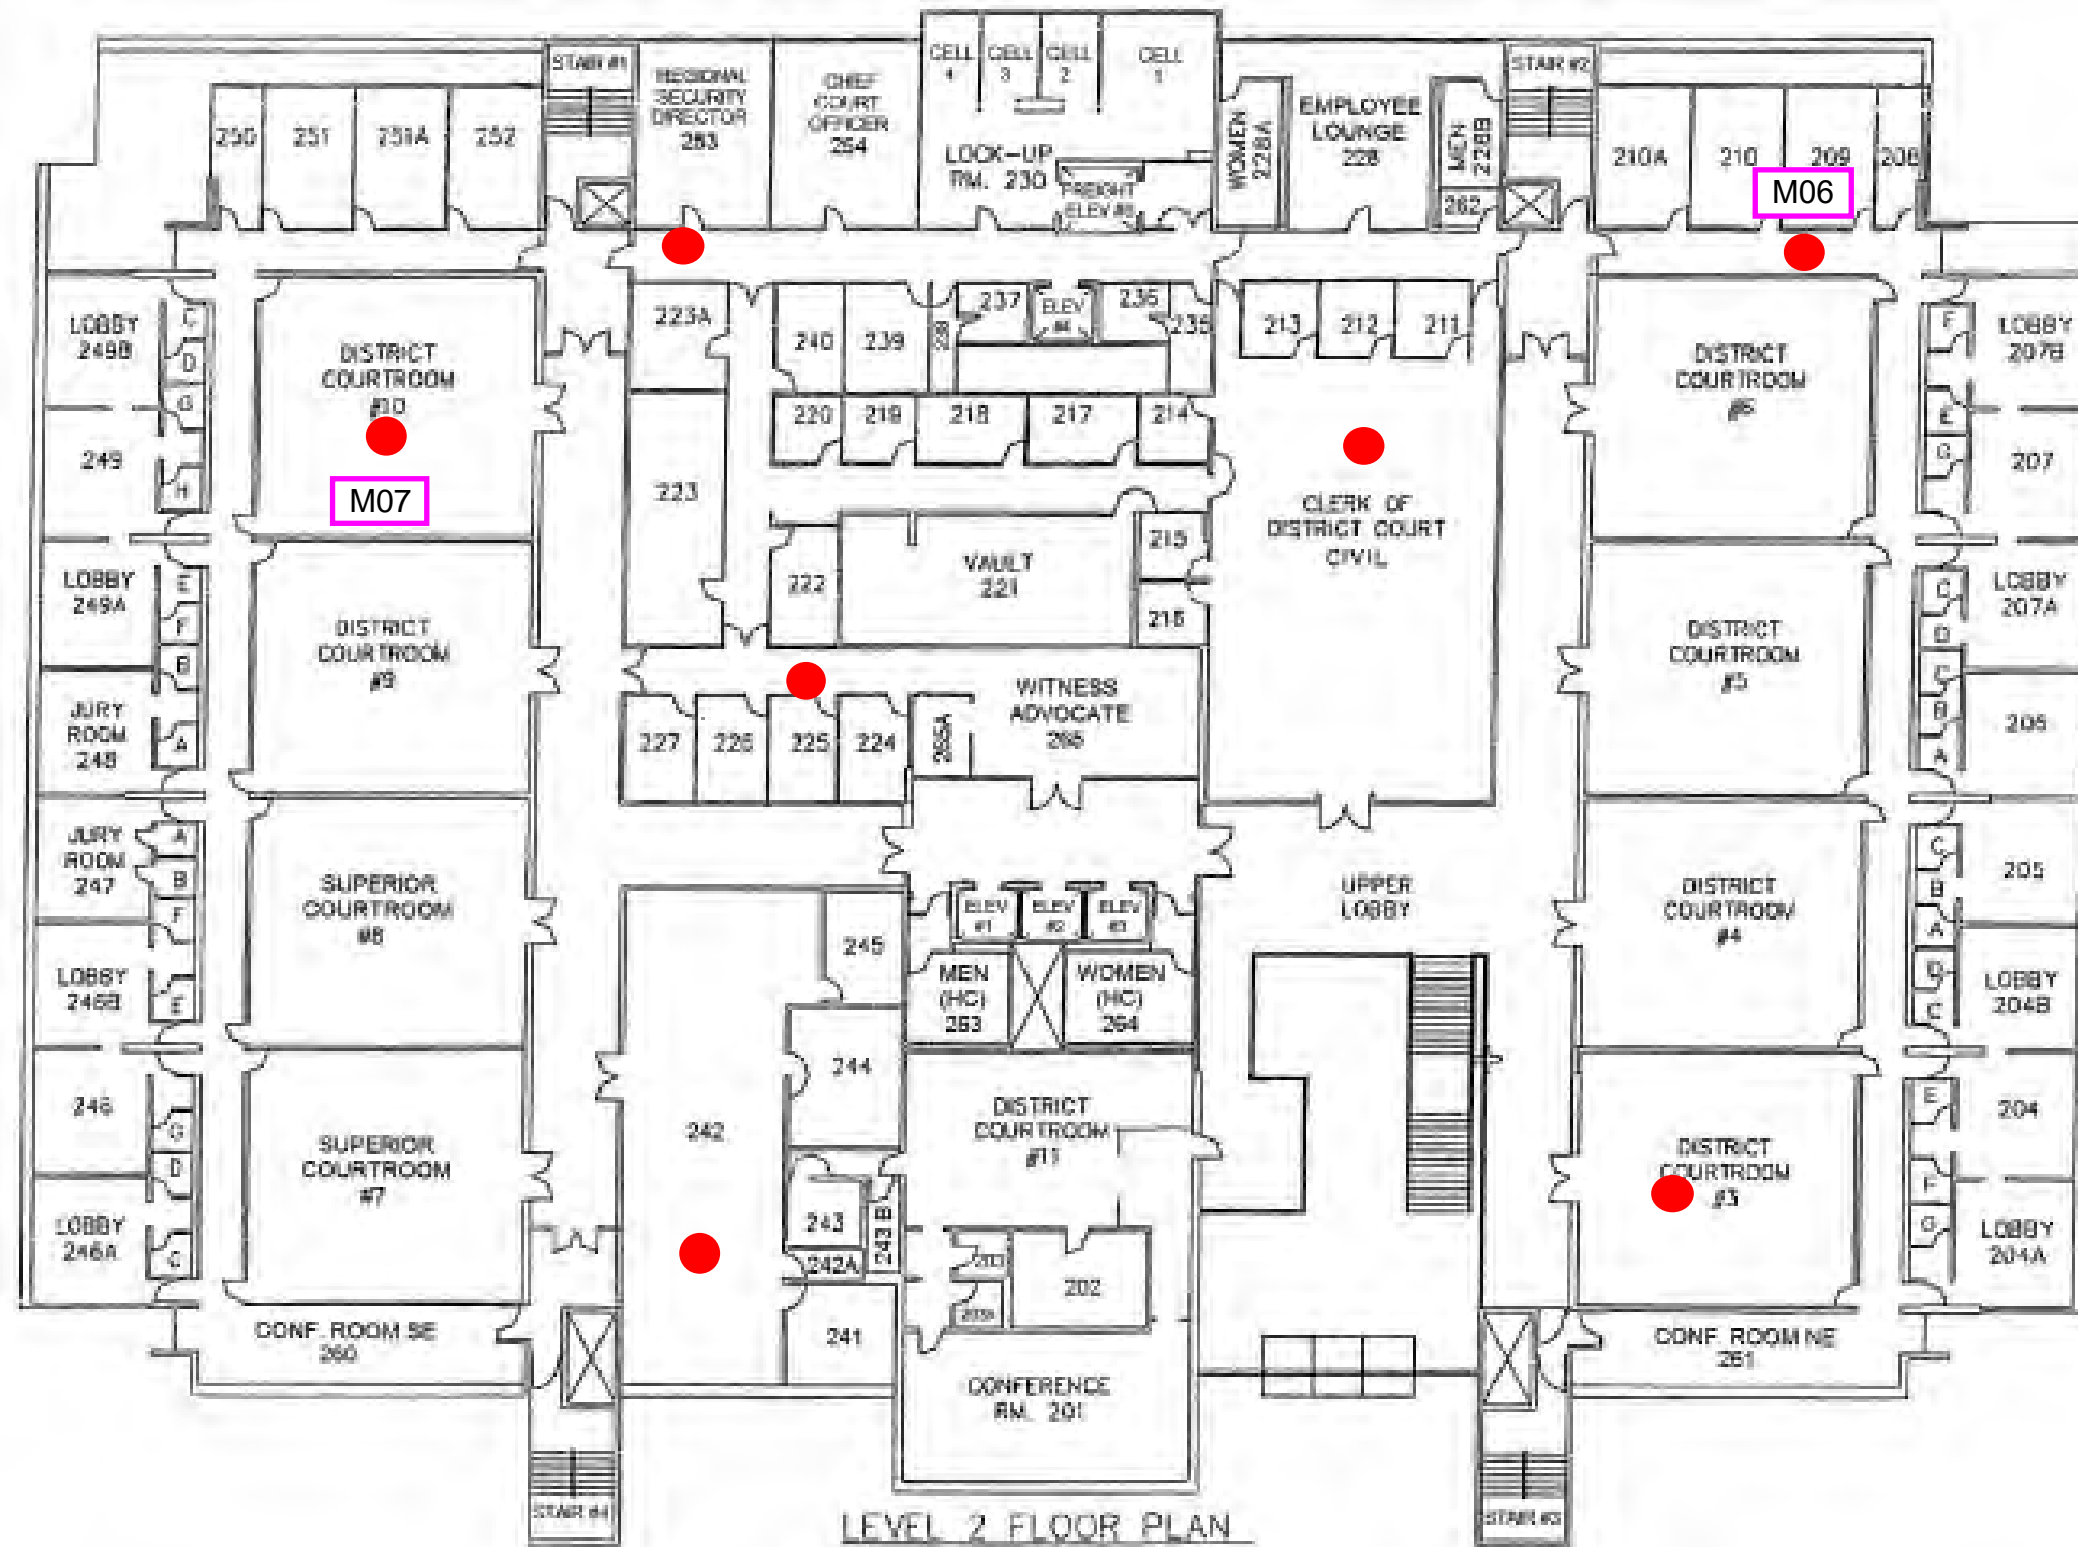 STAIR #1
REGIONAL
SECURITY
DIRECTOR
253
CHIEF
COURT
OFFICER
254
CELL
4
CELL
3
CELL
2
CELL
1
LOCK-UP
RM. 230
FREIGHT
WOMEN
228A
EMPLOYEE
LOUNGE
228
MEN
228B
262
STAIR #2
250
251
251A
252
210A
210
209
208
M06
LOBBY
249B
C
D
G
H
249
DISTRICT
COURTROOM
#10
M07
223A
240
239
237
ELEV
#4
236
235
213
212
211
DISTRICT
COURTROOM
#6
F
E
G
LOBBY
207B
207
220
219
218
217
214
223
222
VAULT
221
215
216
CLERK OF
DISTRICT COURT
CIVIL
LOBBY
249A
E
F
B
A
JURY
ROOM
248
DISTRICT
COURTROOM
#9
DISTRICT
COURTROOM
#5
LOBBY
207A
D
B
A
206
227
226
225
224
265A
WITNESS
ADVOCATE
265
JURY
ROOM
247
A
B
F
E
LOBBY
246B
SUPERIOR
COURTROOM
#8
245
ELEV
#1
ELEV
#2
ELEV
#3
MEN
(HC)
263
WOMEN
(HC)
264
UPPER
LOBBY
DISTRICT
COURTROOM
#4
C
B
A
205
LOBBY
204B
246
G
D
C
LOBBY
246A
SUPERIOR
COURTROOM
#7
242
244
243
243 B
242A
241
DISTRICT
COURTROOM
#11
203
202
DISTRICT
COURTROOM
#3
E
F
G
204
LOBBY
204A
CONF. ROOM SE
260
CONFERENCE
RM. 201
CONF. ROOM NE
261
STAIR #4
STAIR #3
LEVEL 2 FLOOR PLAN